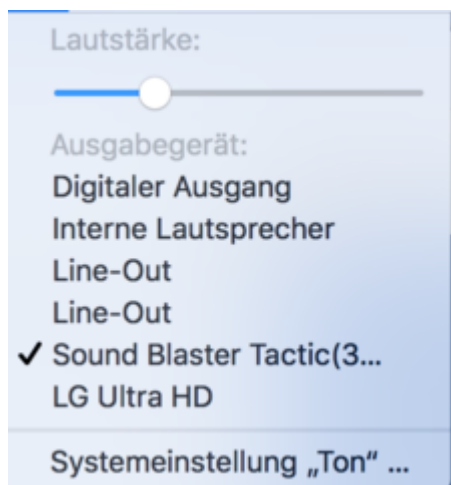 Lautstärke:
Ausgabegerät:
Digitaler Ausgang
Interne Lautsprecher
Line-Out
Line-Out
✓ Sound Blaster Tactic(3...
LG Ultra HD
Systemeinstellung „Ton“ ...